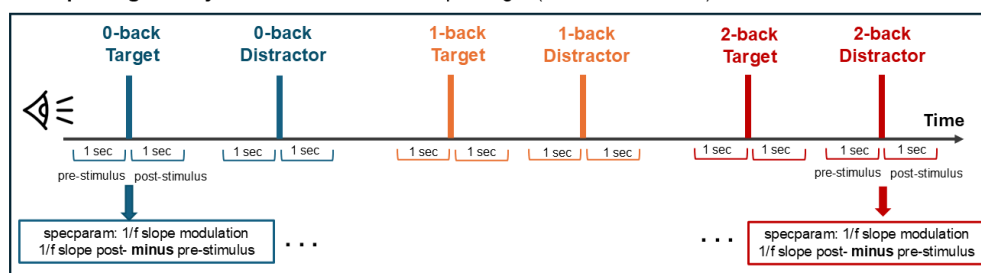 0-back Target
0-back Distractor
1-back Target
1-back Distractor
2-back Target
2-back Distractor
Time
1 sec 1 sec 1 sec 1 sec 1 sec 1 sec 1 sec 1 sec 1 sec 1 sec 1 sec 1 sec
pre-stimulus post-stimulus pre-stimulus post-stimulus
specparam: 1/f slope modulation
1/f slope post- minus pre-stimulus
. . .
. . .
specparam: 1/f slope modulation
1/f slope post- minus pre-stimulus